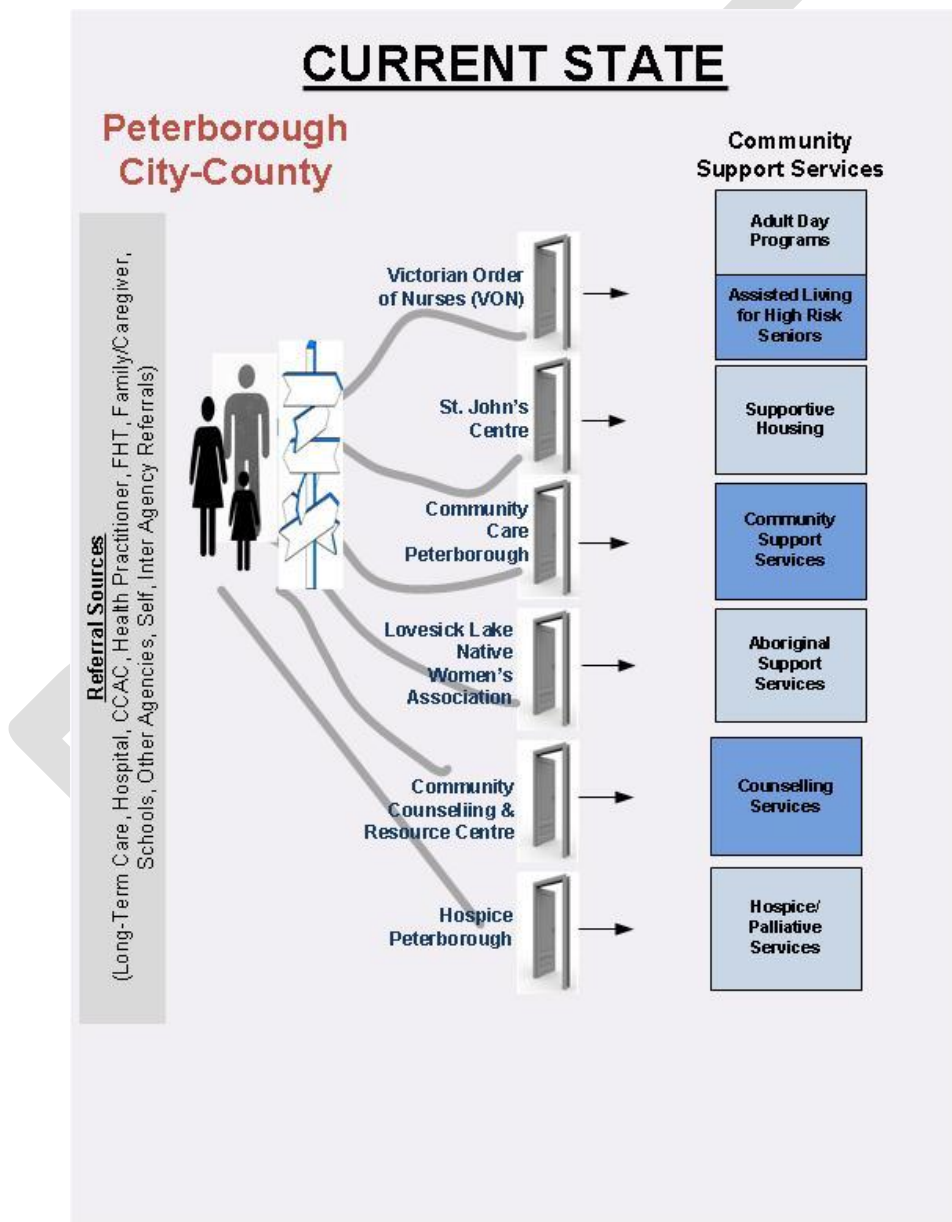 CURRENT STATE
Peterborough
City-County
Community
Support Services
Referral Sources
(Long-Term Care, Hospital, CCAC, Health Practitioner, FHT, Family/Caregiver,
Schools, Other Agencies, Self, Inter Agency Referrals)
Victorian Order
of Nurses (VON)
Adult Day
Programs
Assisted Living
for High Risk
Seniors
St. John's
Centre
Supportive
Housing
Community
Care
Peterborough
Community
Support
Services
Lovesick Lake
Native
Women's
Association
Aboriginal
Support
Services
Community
Counseliing &
Resource Centre
Counselling
Services
Hospice
Peterborough
Hospice/
Palliative
Services